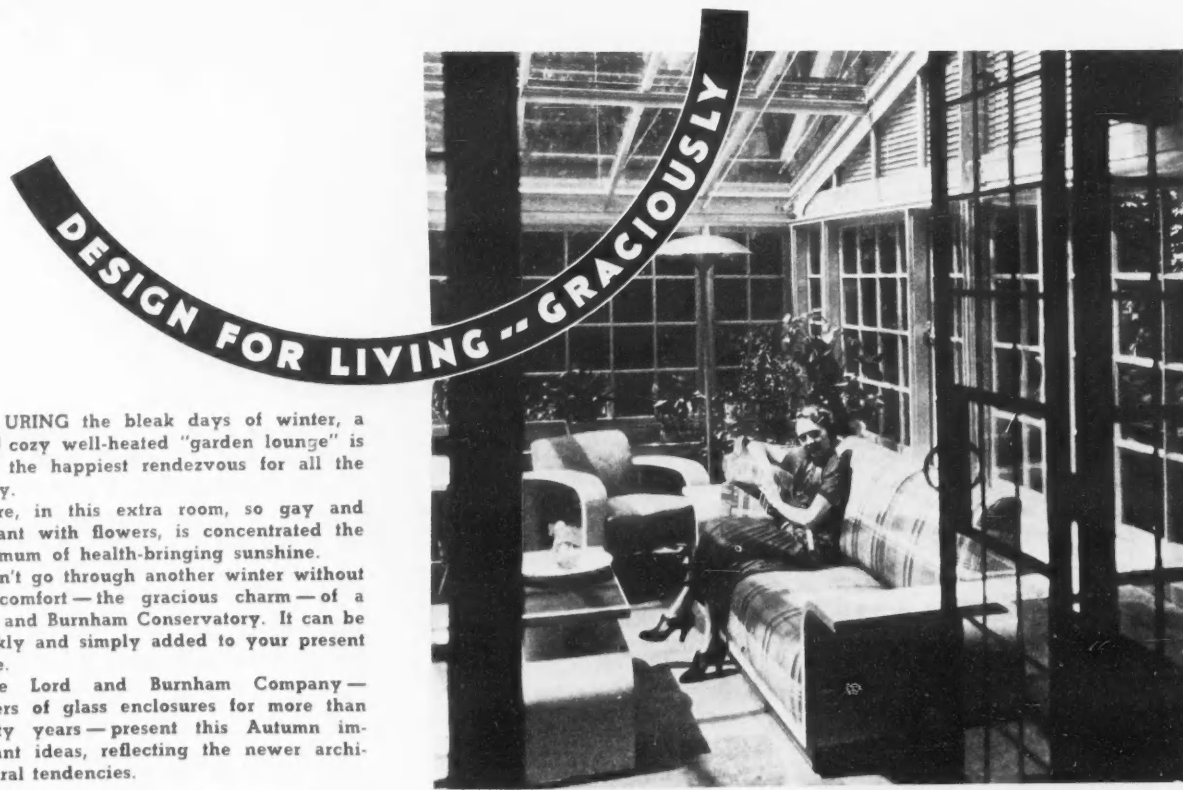 DESIGN FOR LIVING -- GRACIOUSLY
URING the bleak days of winter, a
cozy well-heated "garden lounge" is
the happiest rendezvous for all the
y.
re, in this extra room, so gay and
ant with flowers, is concentrated the
mum of health-bringing sunshine.
n't go through another winter without
comfort — the gracious charm — of a
and Burnham Conservatory. It can be
kly and simply added to your present
e.
e Lord and Burnham Company —
ers of glass enclosures for more than
ty years — present this Autumn im-
ant ideas, reflecting the newer archi-
ral tendencies.